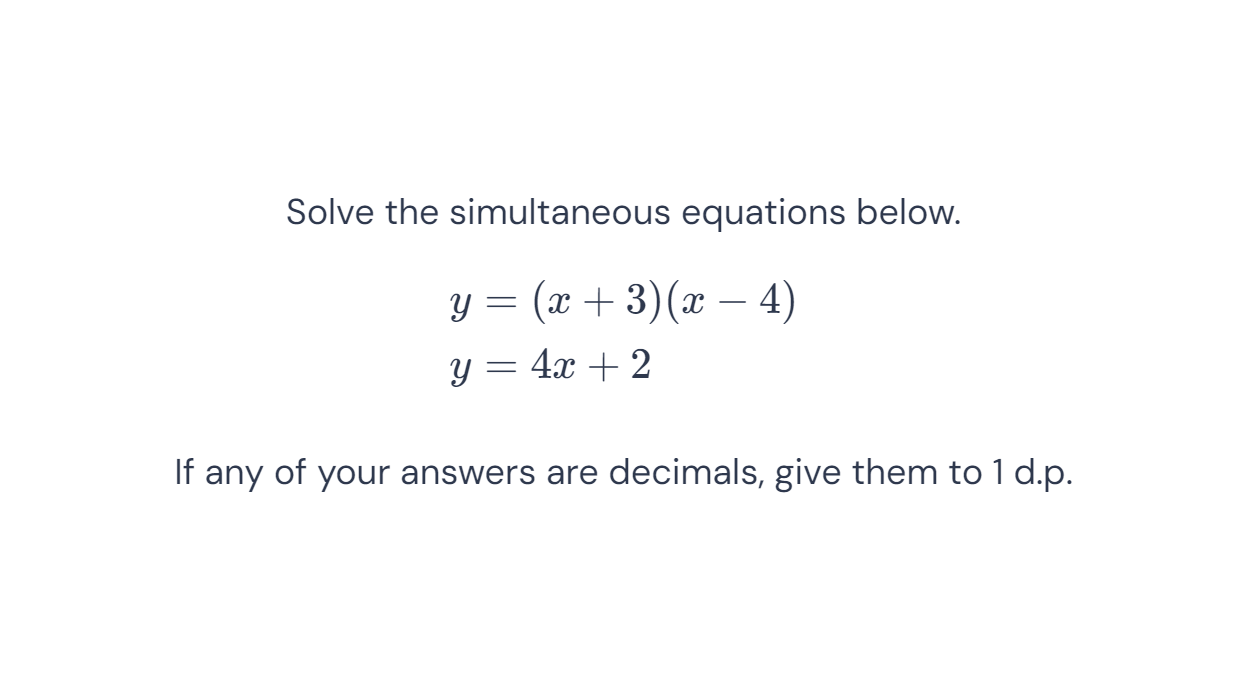 Solve the simultaneous equations below.
y = (x + 3)(x − 4)
y = 4x + 2
If any of your answers are decimals, give them to 1 d.p.